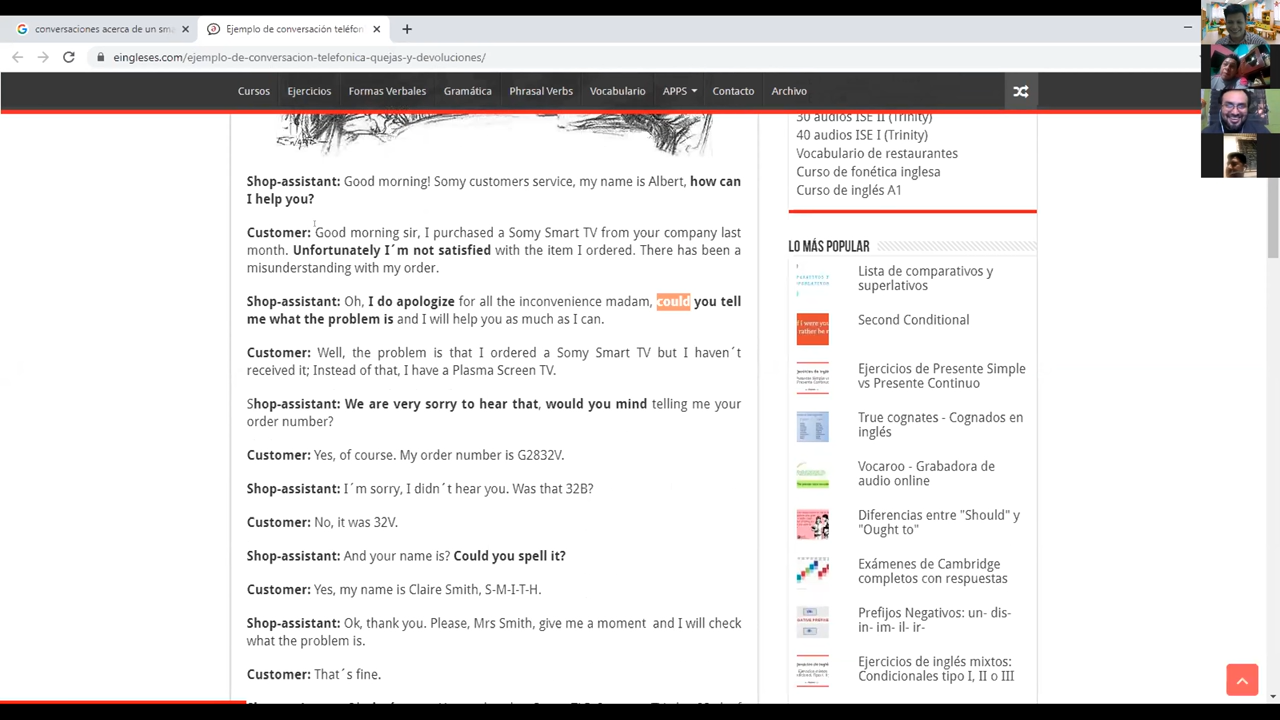 conversaciones acerca de un sma
Ejemplo de conversación teléfon
eingleses.com/ejemplo-de-conversacion-telefonica-quejas-y-devoluciones/
Cursos Ejercicios Formas Verbales Gramática Phrasal Verbs Vocabulario APPS Contacto Archivo
Shop-assistant: Good morning! Somy customers service, my name is Albert, how can
I help you?
Customer: Good morning sir, I purchased a Somy Smart TV from your company last
month. Unfortunately I´m not satisfied with the item I ordered. There has been a
misunderstanding with my order.
Shop-assistant: Oh, I do apologize for all the inconvenience madam, could you tell
me what the problem is and I will help you as much as I can.
Customer: Well, the problem is that I ordered a Somy Smart TV but I haven´t
received it; Instead of that, I have a Plasma Screen TV.
Shop-assistant: We are very sorry to hear that, would you mind telling me your
order number?
Customer: Yes, of course. My order number is G2832V.
Shop-assistant: I´m sorry, I didn´t hear you. Was that 32B?
Customer: No, it was 32V.
Shop-assistant: And your name is? Could you spell it?
Customer: Yes, my name is Claire Smith, S-M-I-T-H.
Shop-assistant: Ok, thank you. Please, Mrs Smith, give me a moment and I will check
what the problem is.
Customer: That´s fine.
30 audios ISE II (Trinity)
40 audios ISE I (Trinity)
Vocabulario de restaurantes
Curso de fonética inglesa
Curso de inglés A1
LO MÁS POPULAR
Lista de comparativos y
superlativos
Second Conditional
Ejercicios de Presente Simple
vs Presente Continuo
True cognates - Cognados en
inglés
Vocaroo - Grabadora de
audio online
Diferencias entre "Should" y
"Ought to"
Exámenes de Cambridge
completos con respuestas
Prefijos Negativos: un- dis-
in- im- il- ir-
Ejercicios de inglés mixtos:
Condicionales tipo I, II o III